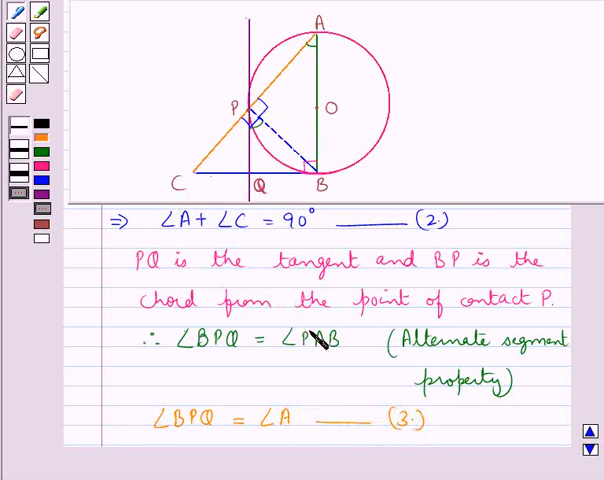 A
P
O
C
Q
B
⇒ ∠A + ∠C = 90° ——— (2.)
PQ is the tangent and BP is the
chord from the point of contact P.
∴ ∠BPQ = ∠PAB (Alternate segment
property)
∠BPQ = ∠A ——— (3.)